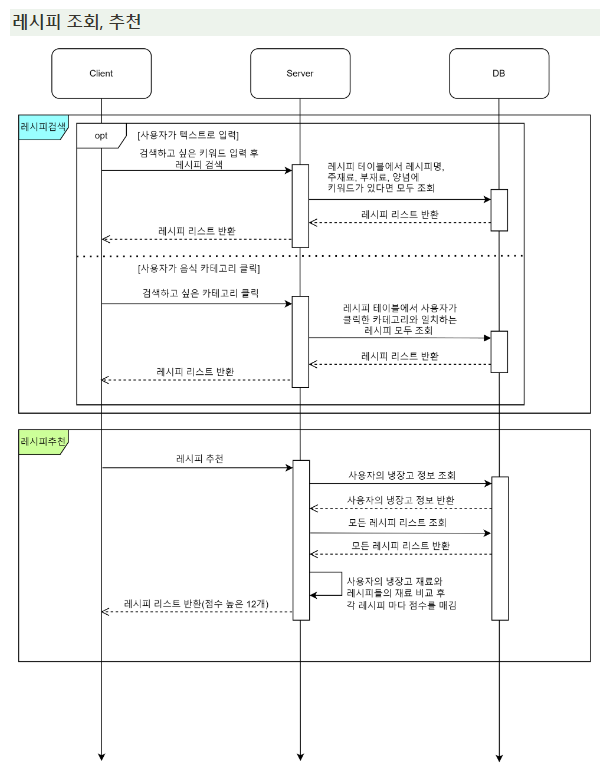 레시피 조회, 추천
Client
Server
DB
레시피검색
opt
[사용자가 텍스트로 입력]
검색하고 싶은 키워드 입력 후
레시피 검색
레시피 테이블에서 레시피명,
주재료, 부재료, 양념에
키워드가 있다면 모두 조회
레시피 리스트 반환
레시피 리스트 반환
[사용자가 음식 카테고리 클릭]
검색하고 싶은 카테고리 클릭
레시피 테이블에서 사용자가
클릭한 카테고리와 일치하는
레시피 모두 조회
레시피 리스트 반환
레시피 리스트 반환
레시피추천
레시피 추천
사용자의 냉장고 정보 조회
사용자의 냉장고 정보 반환
모든 레시피 리스트 조회
모든 레시피 리스트 반환
사용자의 냉장고 재료와
레시피들의 재료 비교 후
각 레시피 마다 점수를 매김
레시피 리스트 반환(점수 높은 12개)